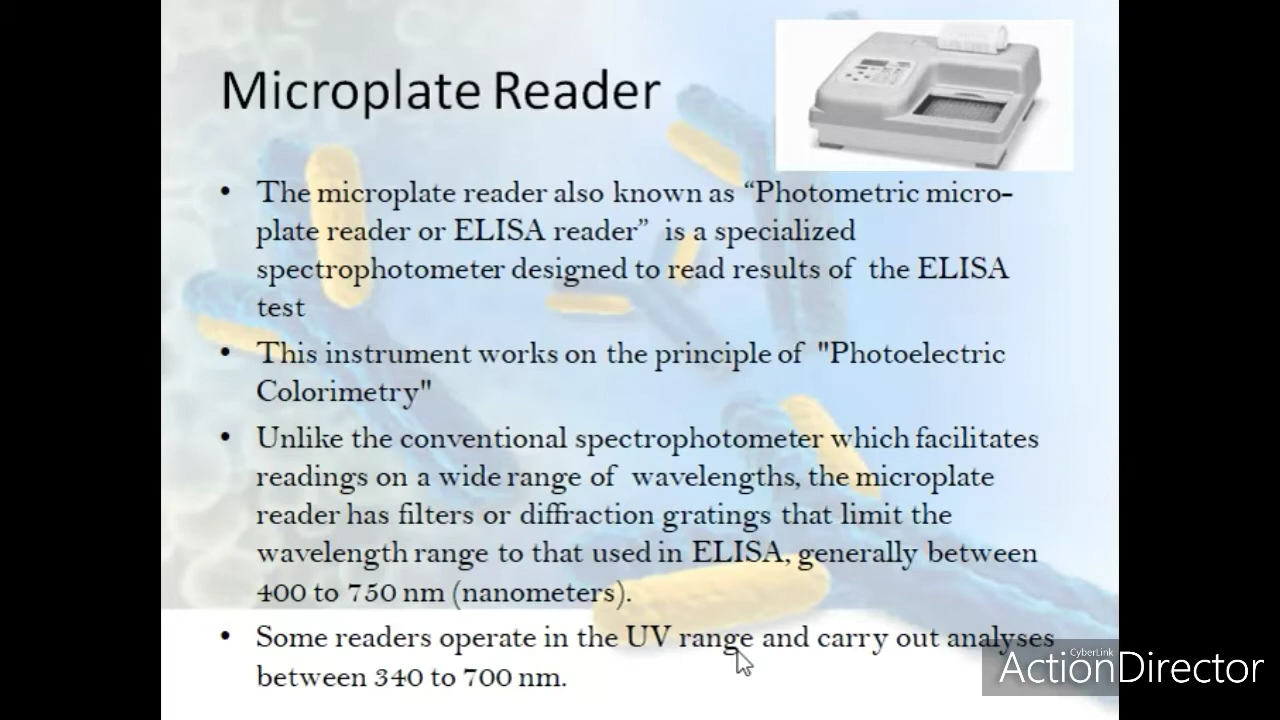 Microplate Reader
• The microplate reader also known as “Photometric micro-
plate reader or ELISA reader” is a specialized
spectrophotometer designed to read results of the ELISA
test
• This instrument works on the principle of "Photoelectric
Colorimetry"
• Unlike the conventional spectrophotometer which facilitates
readings on a wide range of wavelengths, the microplate
reader has filters or diffraction gratings that limit the
wavelength range to that used in ELISA, generally between
400 to 750 nm (nanometers).
• Some readers operate in the UV range and carry out analyses
between 340 to 700 nm.
CyberLink
ActionDirector